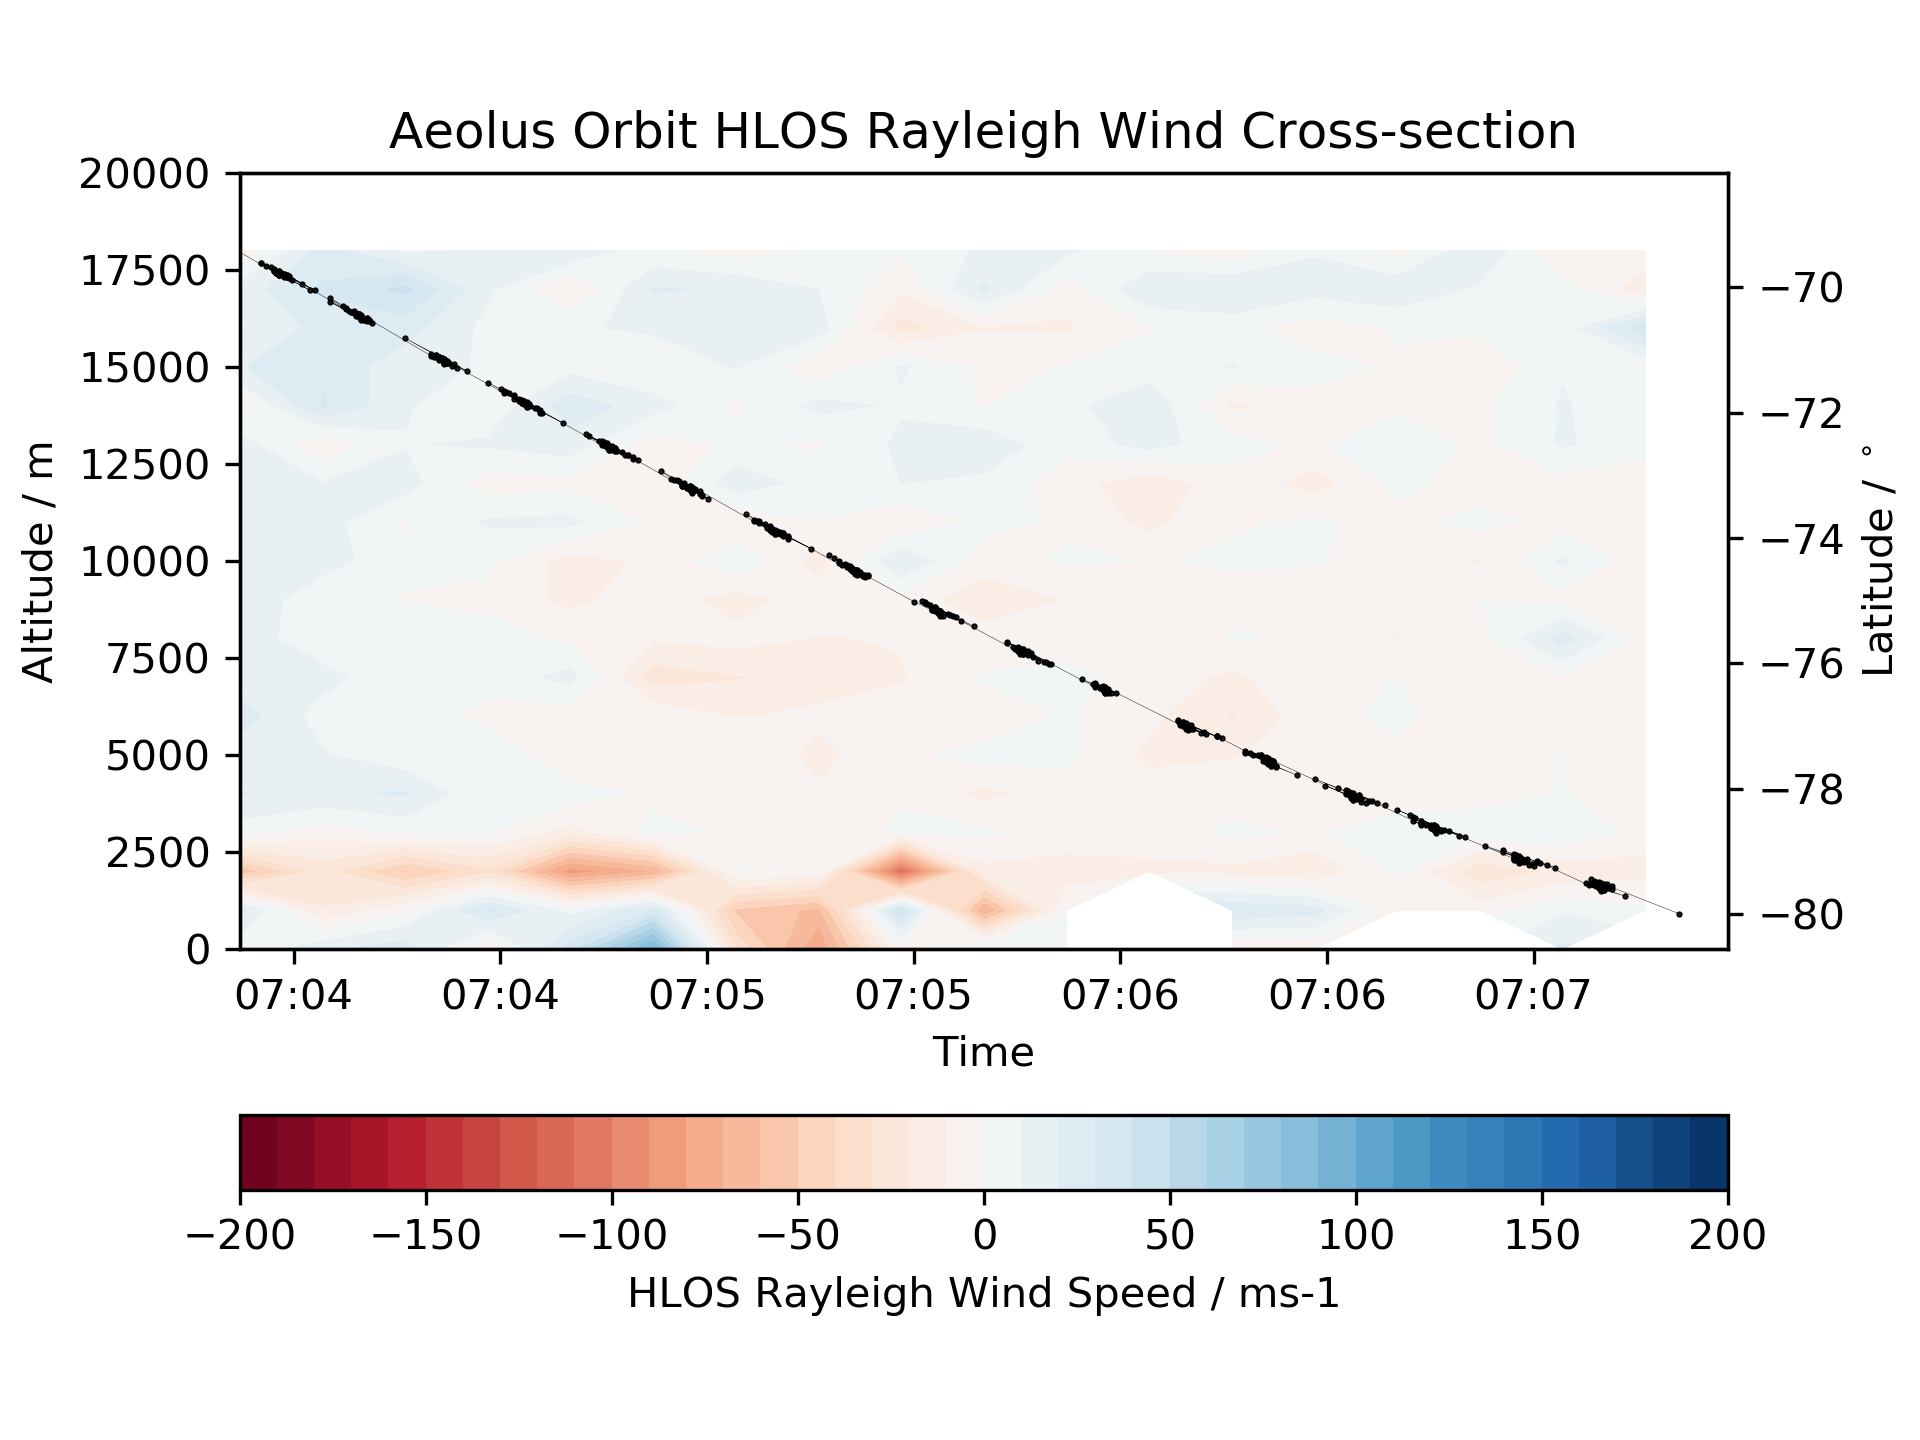 Aeolus Orbit HLOS Rayleigh Wind Cross-section
20000
17500
15000
12500
10000
7500
5000
2500
0
Altitude / m
−70
−72
−74
−76
−78
−80
Latitude / °
07:04 07:04 07:05 07:05 07:06 07:06 07:07
Time
−200 −150 −100 −50 0 50 100 150 200
HLOS Rayleigh Wind Speed / ms-1